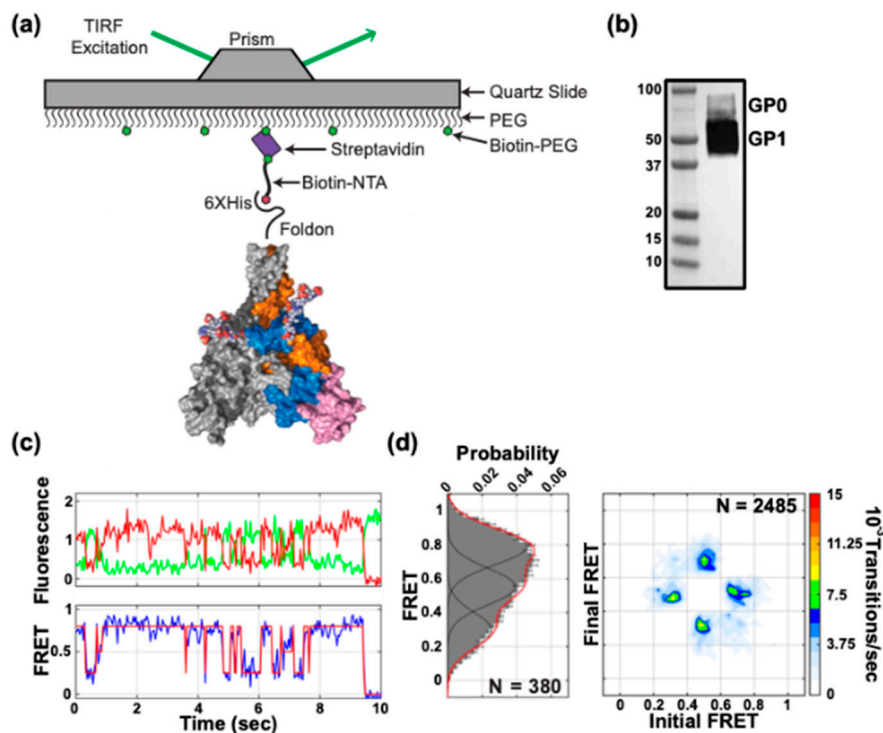 (a)
TIRF
Excitation
Prism
Quartz Slide
PEG
Streptavidin
Biotin-PEG
Biotin-NTA
6XHis
Foldon
(b)
100
50
37
20
15
10
GP0
GP1
(c)
Fluorescence
2
1
0
FRET
1
0.5
0
0 2 4 6 8 10
Time (sec)
(d)
Probability
0 0.02 0.04 0.06
FRET
1
0.8
0.6
0.4
0.2
0
N = 380
N = 2485
Final FRET
1
0.8
0.6
0.4
0.2
0
0 0.2 0.4 0.6 0.8 1
Initial FRET
15
11.25
7.5
3.75
0
10⁻³Transitions/sec